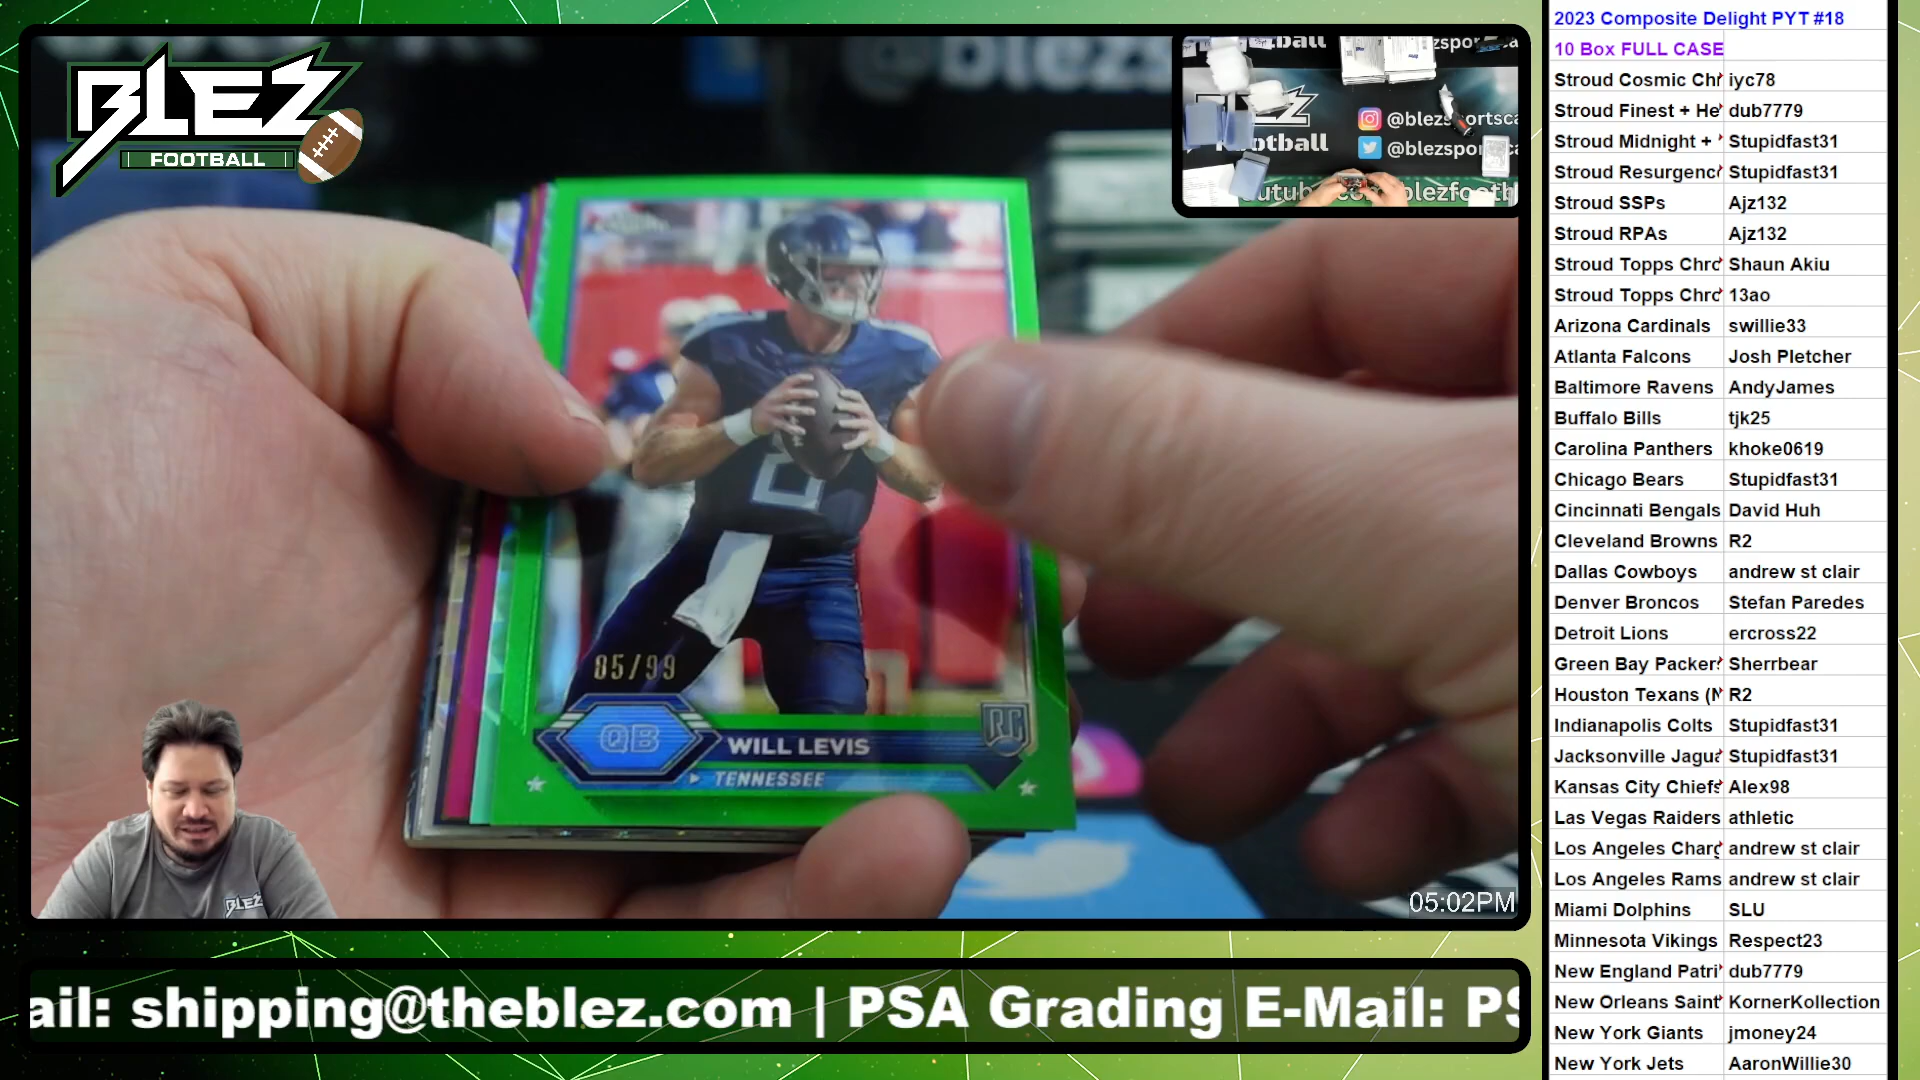 BLEZ
FOOTBALL
85/99
QB
WILL LEVIS
RC
TENNESSEE
BLEZ
05:02PM
@blezsportsca
@blezspor
ootball
ail: shipping@theblez.com | PSA Grading E-Mail: PS
2023 Composite Delight PYT #18
10 Box FULL CASE
Stroud Cosmic Chr iyc78
Stroud Finest + He dub7779
Stroud Midnight + Stupidfast31
Stroud Resurgenc Stupidfast31
Stroud SSPs Ajz132
Stroud RPAs Ajz132
Stroud Topps Chro Shaun Akiu
Stroud Topps Chro 13ao
Arizona Cardinals swillie33
Atlanta Falcons Josh Pletcher
Baltimore Ravens AndyJames
Buffalo Bills tjk25
Carolina Panthers khoke0619
Chicago Bears Stupidfast31
Cincinnati Bengals David Huh
Cleveland Browns R2
Dallas Cowboys andrew st clair
Denver Broncos Stefan Paredes
Detroit Lions ercross22
Green Bay Packer Sherrbear
Houston Texans (N R2
Indianapolis Colts Stupidfast31
Jacksonville Jagua Stupidfast31
Kansas City Chiefs Alex98
Las Vegas Raiders athletic
Los Angeles Charg andrew st clair
Los Angeles Rams andrew st clair
Miami Dolphins SLU
Minnesota Vikings Respect23
New England Patri dub7779
New Orleans Saint KornerKollection
New York Giants jmoney24
New York Jets AaronWillie30